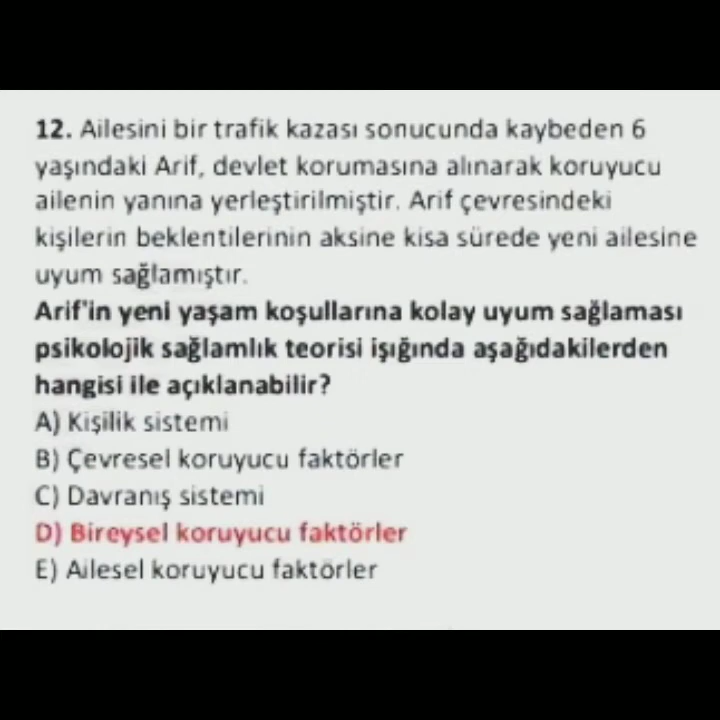 12. Ailesini bir trafik kazası sonucunda kaybeden 6
yaşındaki Arif, devlet korumasına alınarak koruyucu
ailenin yanına yerleştirilmiştir. Arif çevresindeki
kişilerin beklentilerinin aksine kısa sürede yeni ailesine
uyum sağlamıştır.
Arif'in yeni yaşam koşullarına kolay uyum sağlaması
psikolojik sağlamlık teorisi işığında aşağıdakilerden
hangisi ile açıklanabilir?
A) Kişilik sistemi
B) Çevresel koruyucu faktörler
C) Davranış sistemi
D) Bireysel koruyucu faktörler
E) Ailesel koruyucu faktörler